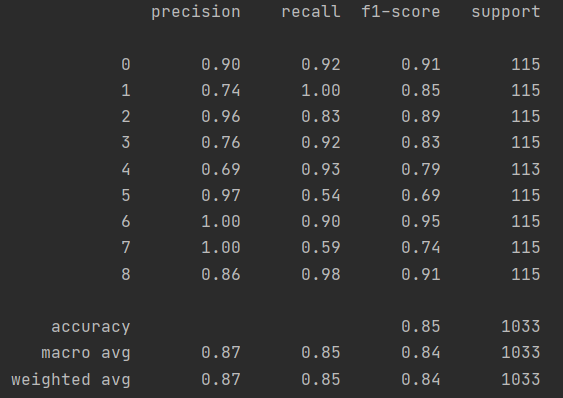 precision recall f1-score support
0 0.90 0.92 0.91 115
1 0.74 1.00 0.85 115
2 0.96 0.83 0.89 115
3 0.76 0.92 0.83 115
4 0.69 0.93 0.79 113
5 0.97 0.54 0.69 115
6 1.00 0.90 0.95 115
7 1.00 0.59 0.74 115
8 0.86 0.98 0.91 115
accuracy 0.85 1033
macro avg 0.87 0.85 0.84 1033
weighted avg 0.87 0.85 0.84 1033